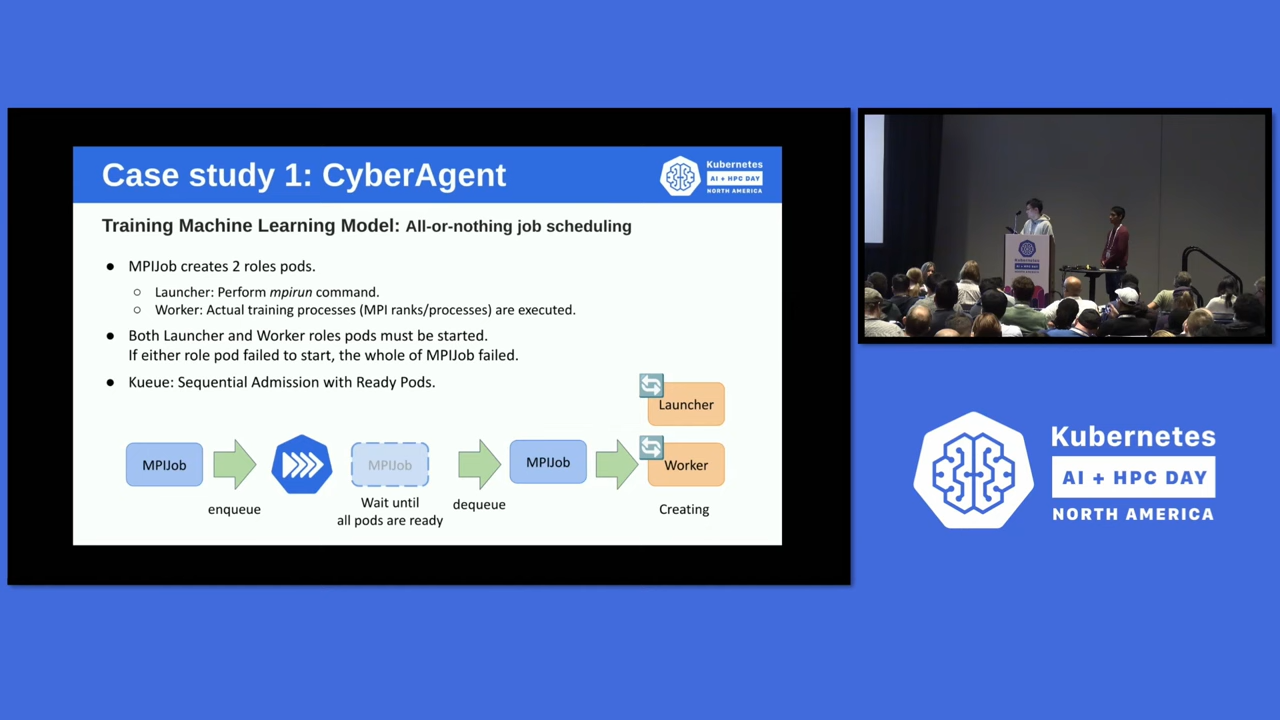 Case study 1: CyberAgent
Kubernetes
AI + HPC DAY
NORTH AMERICA
Training Machine Learning Model: All-or-nothing job scheduling
● MPIJob creates 2 roles pods.
○ Launcher: Perform mpirun command.
○ Worker: Actual training processes (MPI ranks/processes) are executed.
● Both Launcher and Worker roles pods must be started.
If either role pod failed to start, the whole of MPIJob failed.
● Kueue: Sequential Admission with Ready Pods.
Launcher
MPIJob
MPIJob
MPIJob
Worker
enqueue
Wait until
all pods are ready
dequeue
Creating
Kubernetes
AI + HPC DAY
NORTH AMERICA